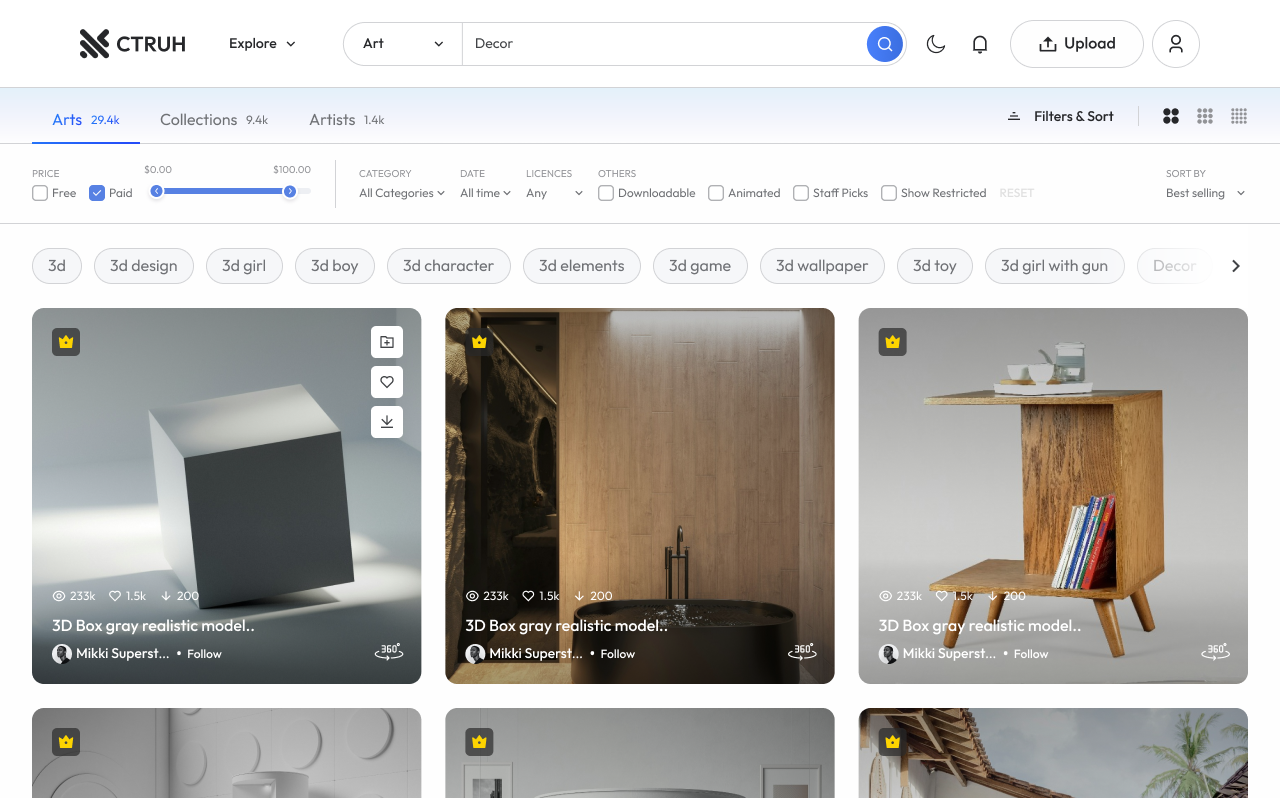 CTRUH
Explore
Art
Decor
Upload
Arts 29.4k
Collections 9.4k
Artists 1.4k
Filters & Sort
PRICE
Free
Paid
$0.00
$100.00
CATEGORY
All Categories
DATE
All time
LICENCES
Any
OTHERS
Downloadable
Animated
Staff Picks
Show Restricted
RESET
SORT BY
Best selling
3d
3d design
3d girl
3d boy
3d character
3d elements
3d game
3d wallpaper
3d toy
3d girl with gun
Decor
233k 1.5k 200
3D Box gray realistic model..
Mikki Superst... • Follow
360°
233k 1.5k 200
3D Box gray realistic model..
Mikki Superst... • Follow
360°
233k 1.5k 200
3D Box gray realistic model..
Mikki Superst... • Follow
360°